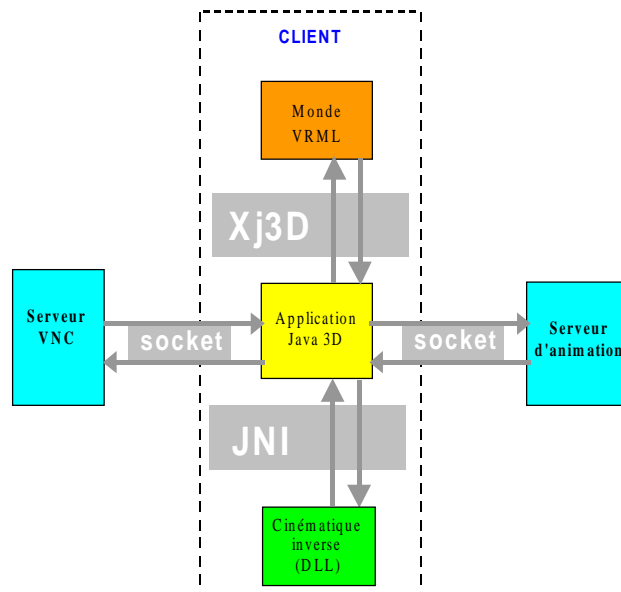 CLIENT
Monde
VRML
Xj3D
Serveur
VNC
socket
Application
Java 3D
socket
Serveur
d'animation
JNI
Cinématique
inverse
(DLL)